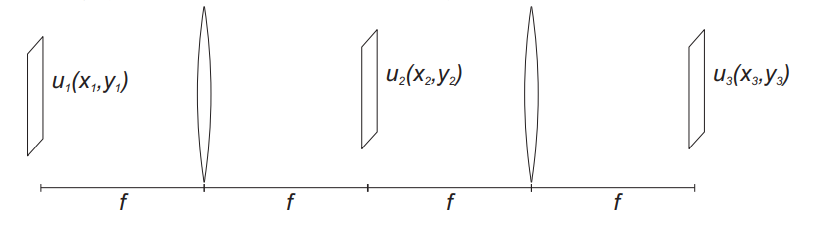 u₁(x₁,y₁)
u₂(x₂,y₂)
u₃(x₃,y₃)
f
f
f
f